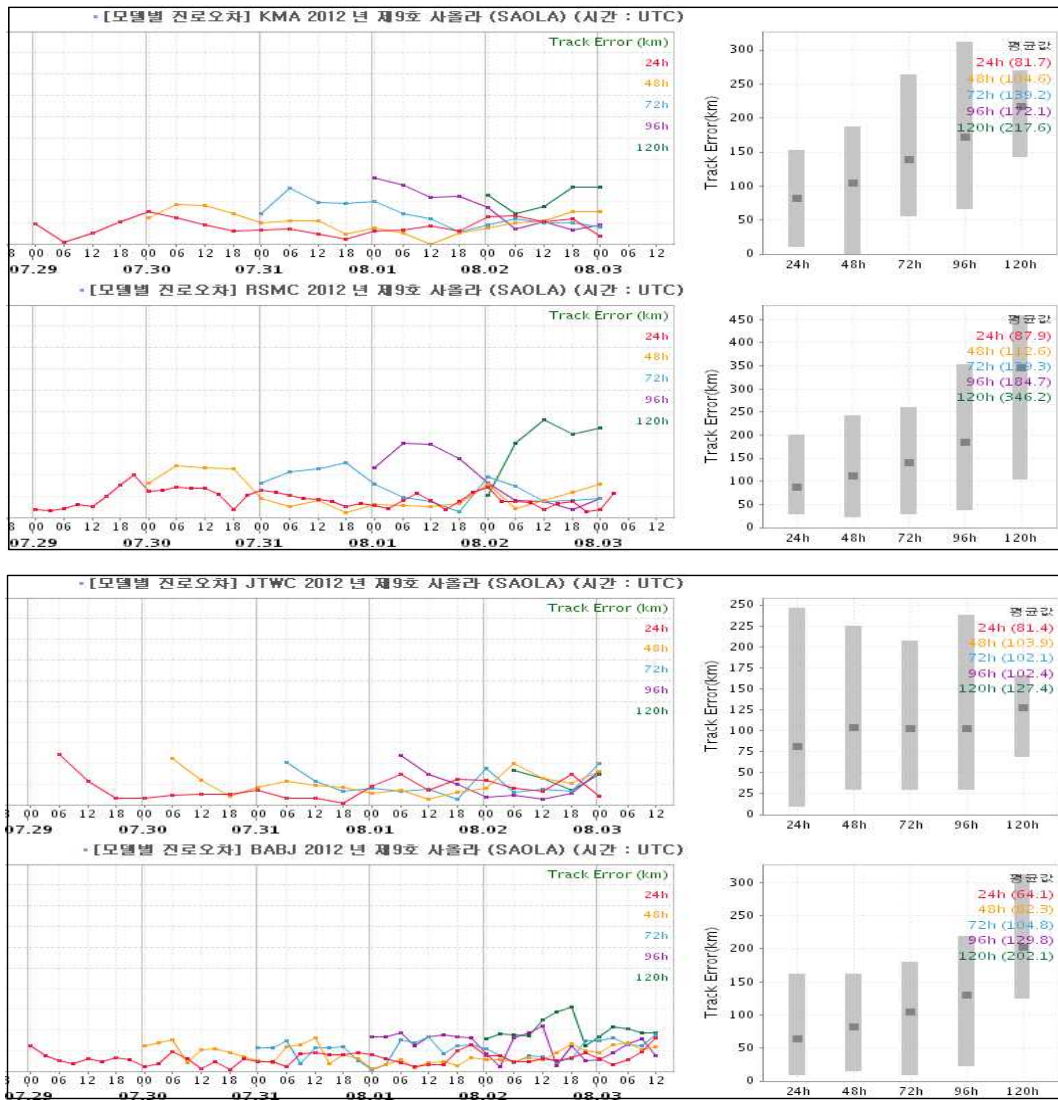 [모델별 진로오차] KMA 2012 년 제9호 사올라 (SAOLA) (시간 : UTC)
Track Error (km)
24h
48h
72h
96h
120h
00 06 12 18 00 06 12 18 00 06 12 18 00 06 12 18 00 06 12 18 00 06 12
07.29 07.30 07.31 08.01 08.02 08.03
Track Error(km)
300
250
200
150
100
50
0
평균값
24h (81.7)
48h (104.6)
72h (139.2)
96h (172.1)
120h (217.6)
24h 48h 72h 96h 120h
[모델별 진로오차] RSMC 2012 년 제9호 사올라 (SAOLA) (시간 : UTC)
Track Error (km)
24h
48h
72h
96h
120h
00 06 12 18 00 06 12 18 00 06 12 18 00 06 12 18 00 06 12 18 00 06 12
07.29 07.30 07.31 08.01 08.02 08.03
Track Error(km)
450
400
350
300
250
200
150
100
50
0
평균값
24h (87.9)
48h (112.6)
72h
96h (184.7)
120h (346.2)
24h 48h 72h 96h 120h
[모델별 진로오차] JTWC 2012 년 제9호 사올라 (SAOLA) (시간 : UTC)
Track Error (km)
24h
48h
72h
96h
120h
00 06 12 18 00 06 12 18 00 06 12 18 00 06 12 18 00 06 12 18 00 06 12
07.29 07.30 07.31 08.01 08.02 08.03
Track Error(km)
250
225
200
175
150
125
100
75
50
25
0
평균값
24h (81.4)
48h (103.9)
72h (102.1)
96h (102.4)
120h (127.4)
24h 48h 72h 96h 120h
[모델별 진로오차] BABJ 2012 년 제9호 사올라 (SAOLA) (시간 : UTC)
Track Error (km)
24h
48h
72h
96h
120h
00 06 12 18 00 06 12 18 00 06 12 18 00 06 12 18 00 06 12 18 00 06 12
07.29 07.30 07.31 08.01 08.02 08.03
Track Error(km)
300
250
200
150
100
50
0
평균값
24h (64.1)
48h (82.3)
72h (104.8)
96h (129.8)
120h (202.1)
24h 48h 72h 96h 120h